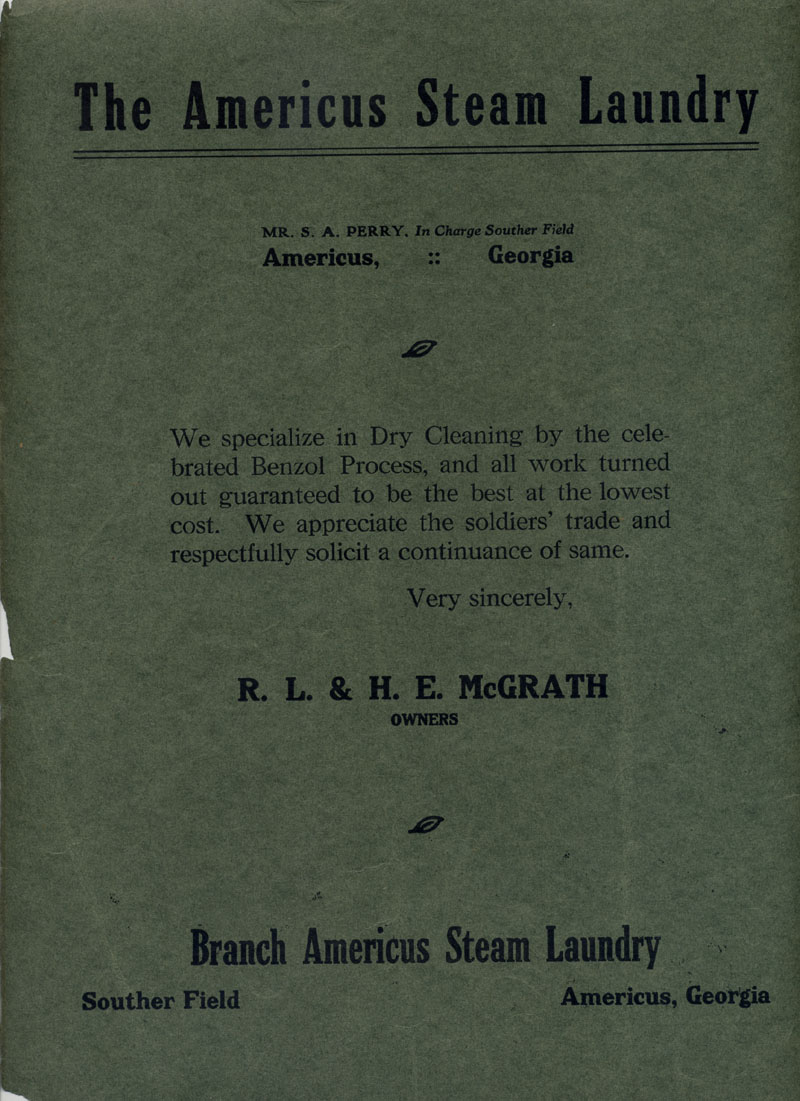 The Americus Steam Laundry
MR. S. A. PERRY, In Charge Souther Field
Americus, :: Georgia
We specialize in Dry Cleaning by the cele-
brated Benzol Process, and all work turned
out guaranteed to be the best at the lowest
cost. We appreciate the soldiers' trade and
respectfully solicit a continuance of same.
Very sincerely,
R. L. & H. E. McGRATH
OWNERS
Branch Americus Steam Laundry
Souther Field Americus, Georgia